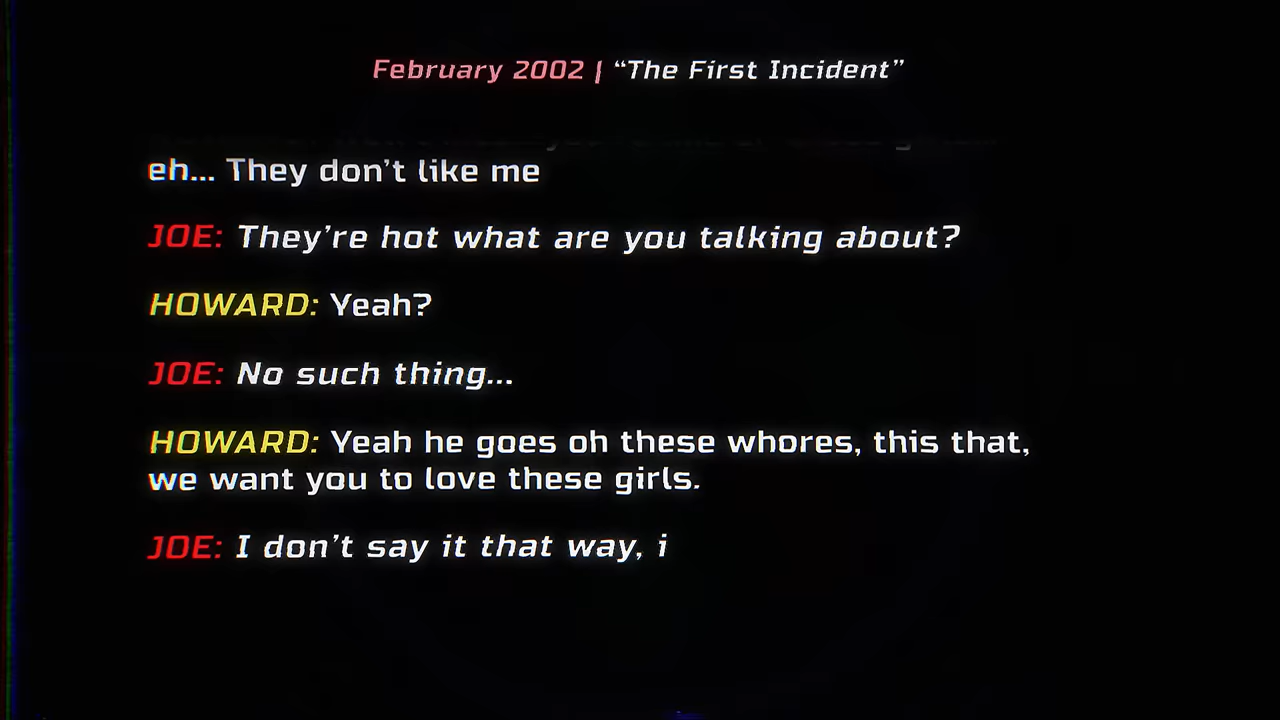 February 2002 | “The First Incident”
eh... They don’t like me
JOE: They’re hot what are you talking about?
HOWARD: Yeah?
JOE: No such thing...
HOWARD: Yeah he goes oh these whores, this that,
we want you to love these girls.
JOE: I don’t say it that way, i